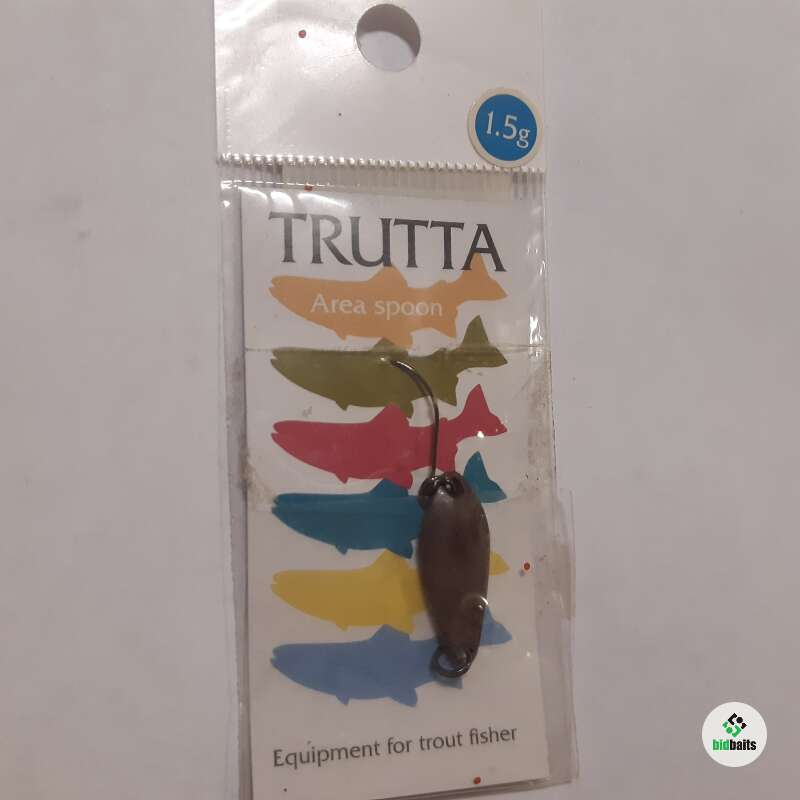 1.5g
TRUTTA
Area spoon
Equipment for trout fisher
bidbaits